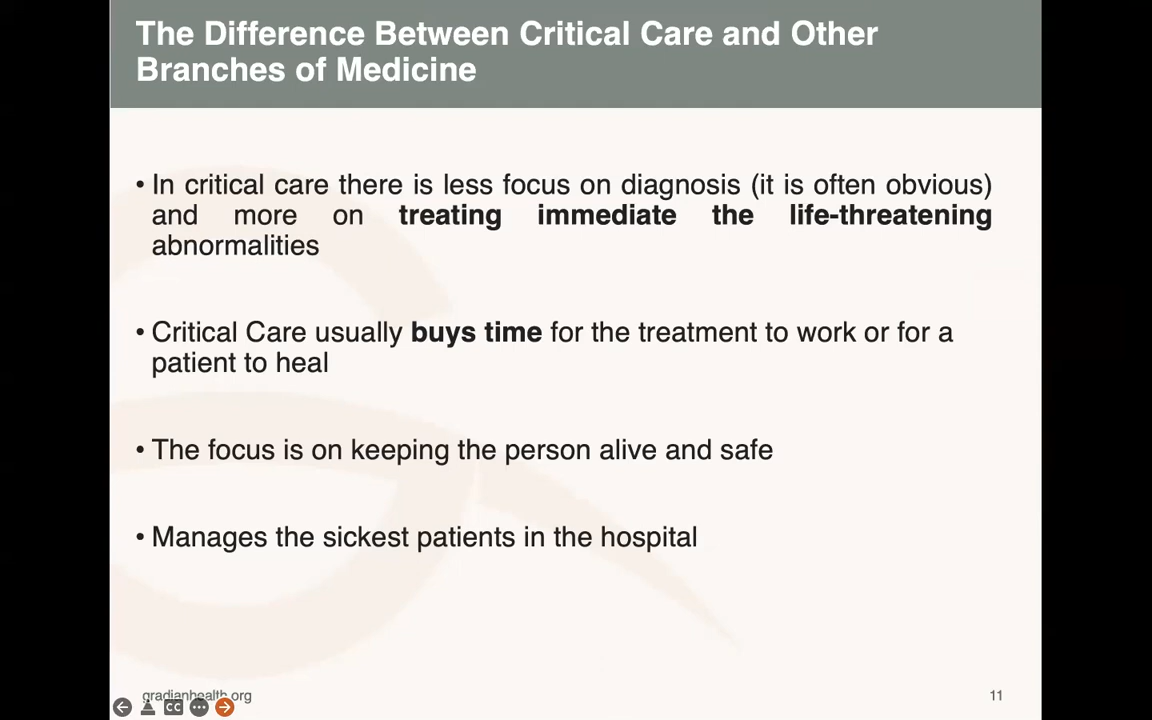 The Difference Between Critical Care and Other
Branches of Medicine
• In critical care there is less focus on diagnosis (it is often obvious)
and more on treating immediate the life-threatening
abnormalities
• Critical Care usually buys time for the treatment to work or for a
patient to heal
• The focus is on keeping the person alive and safe
• Manages the sickest patients in the hospital
gradianhealth.org
11
CC